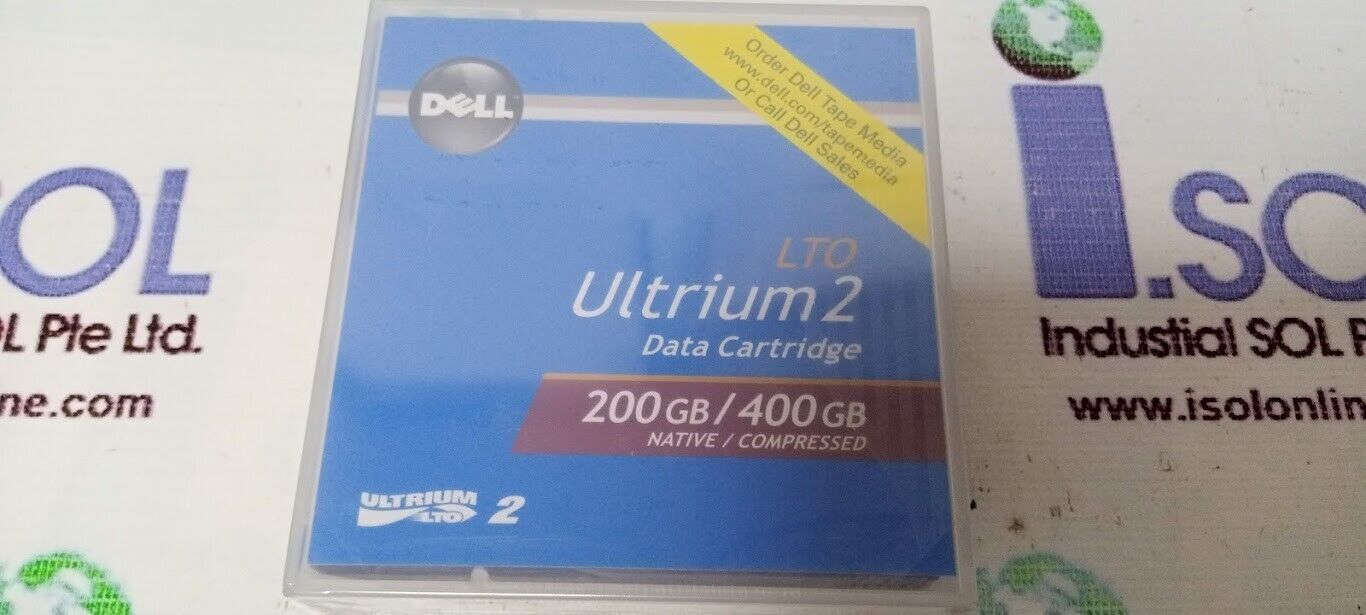 DELL
Order Dell Tape Media
www.dell.com/tapemedia
Or Call Dell Sales
LTO
Ultrium 2
Data Cartridge
200 GB / 400 GB
NATIVE / COMPRESSED
ULTRIUM
LTO
2
SOL
OL Pte Ltd.
ne.com
i.SO
Industial SOL P
www.isolonlin